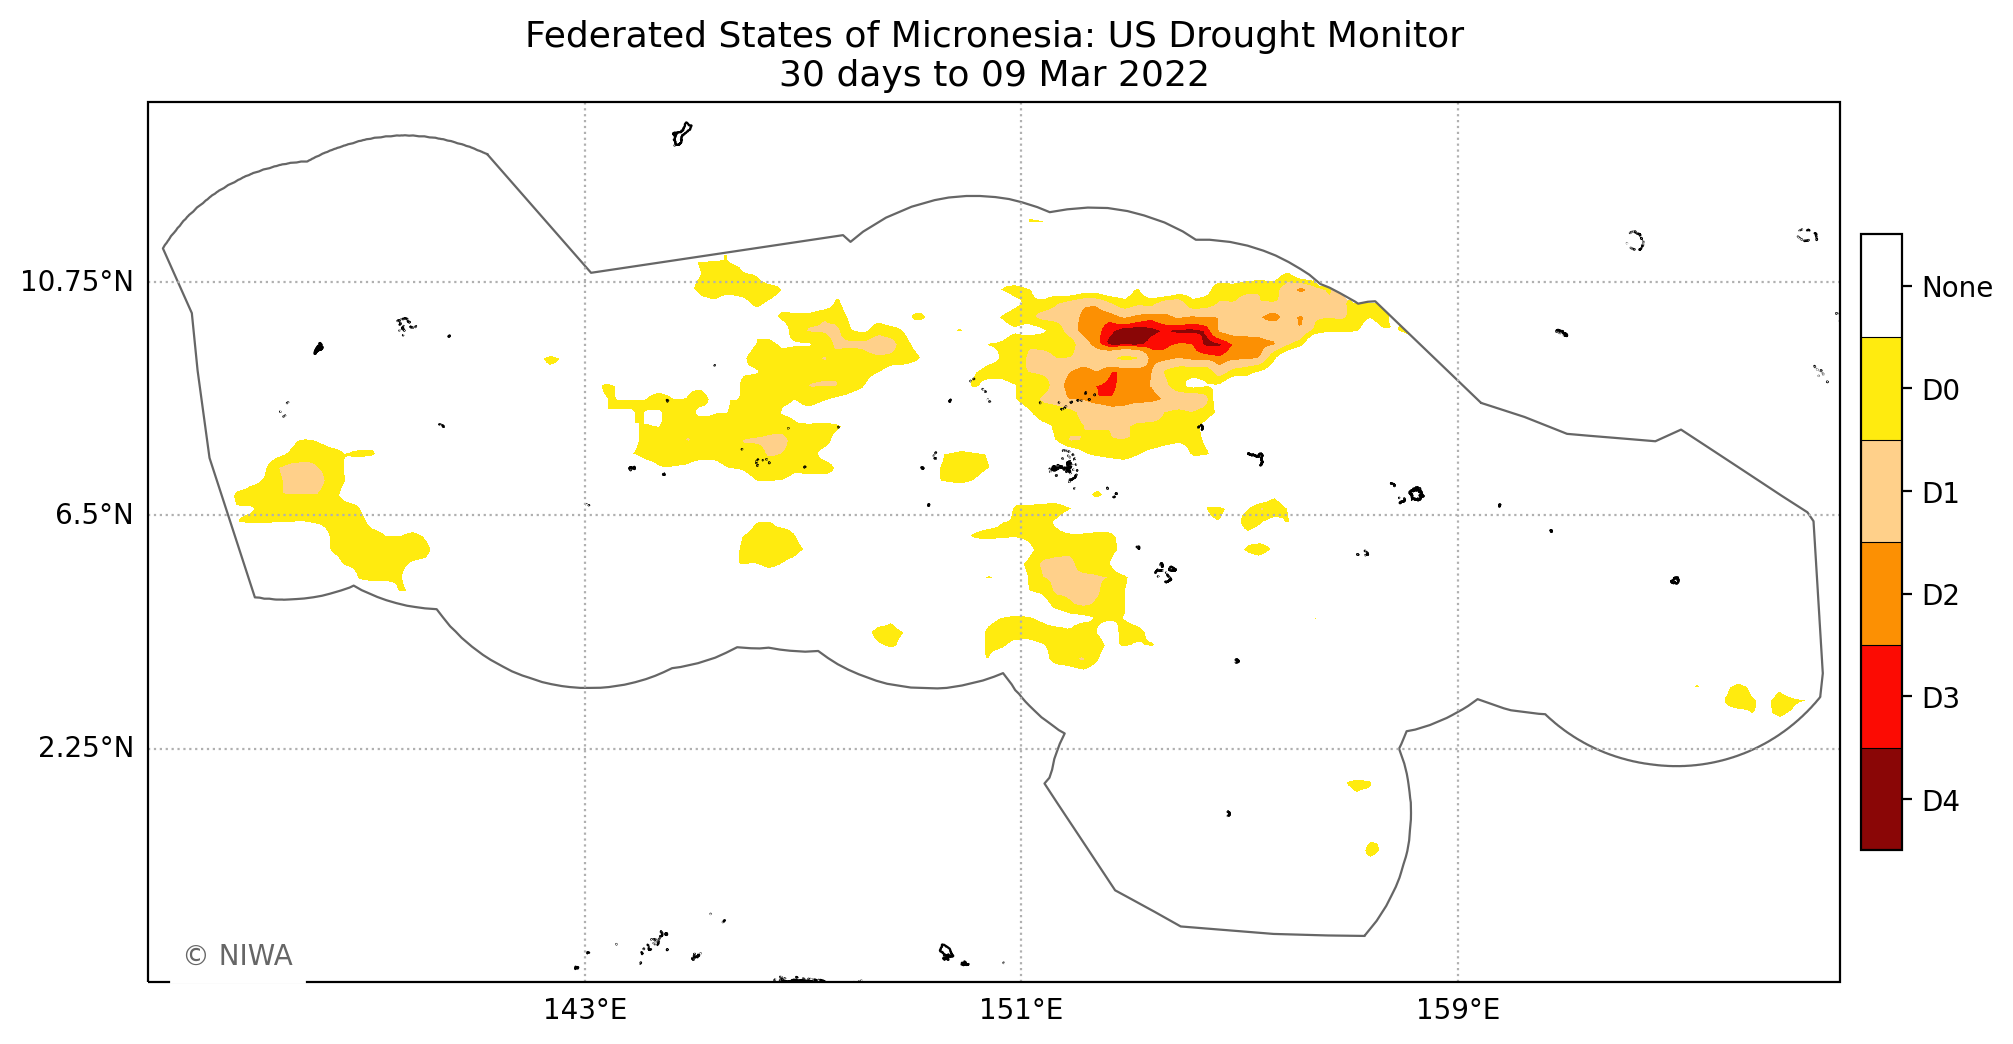 Federated States of Micronesia: US Drought Monitor
30 days to 09 Mar 2022
10.75°N
6.5°N
2.25°N
143°E
151°E
159°E
None
D0
D1
D2
D3
D4
© NIWA